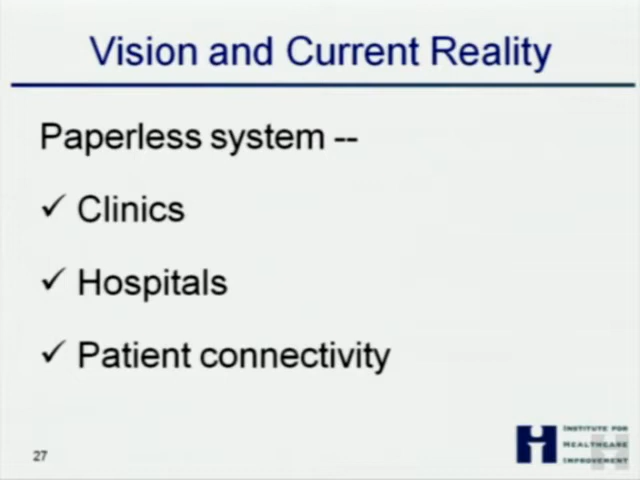 Vision and Current Reality
Paperless system --
✓ Clinics
✓ Hospitals
✓ Patient connectivity
27
INSTITUTE FOR
HEALTHCARE
IMPROVEMENT